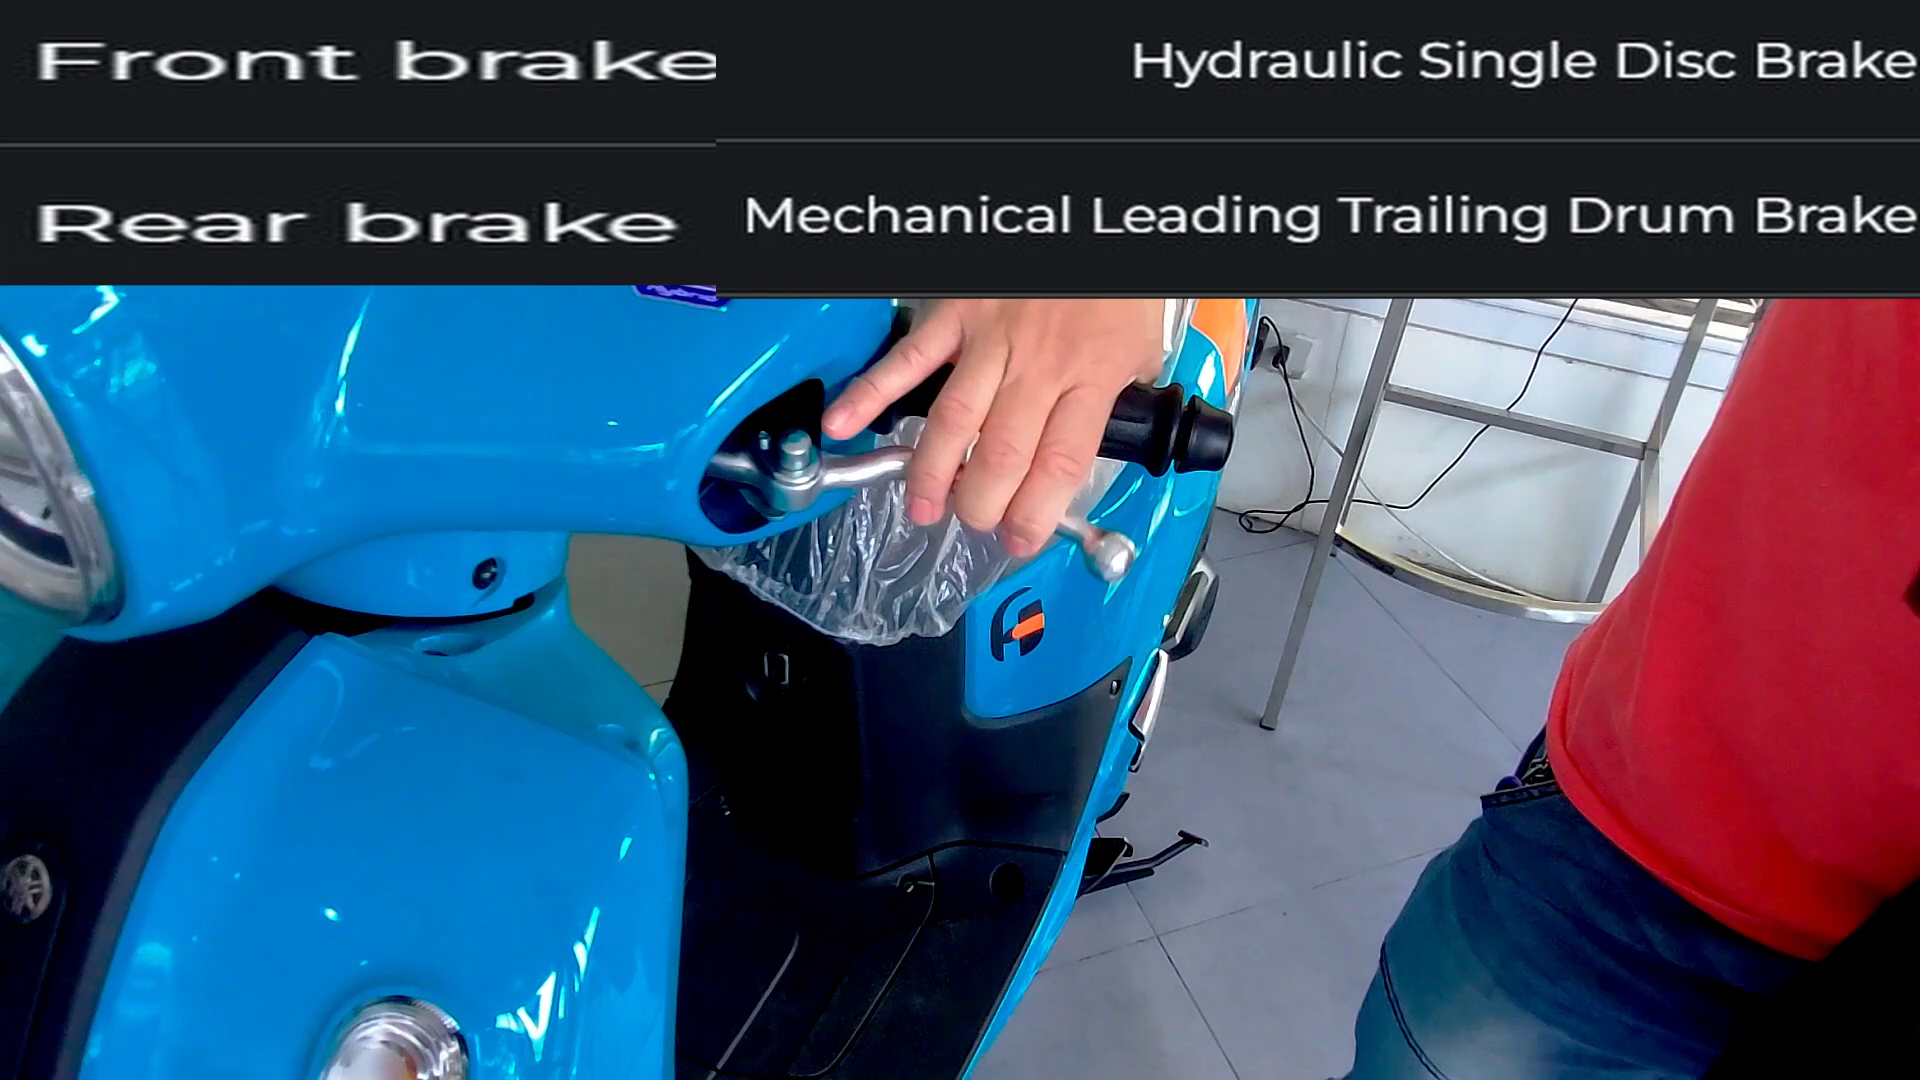 Front brake Hydraulic Single Disc Brake
Rear brake Mechanical Leading Trailing Drum Brake